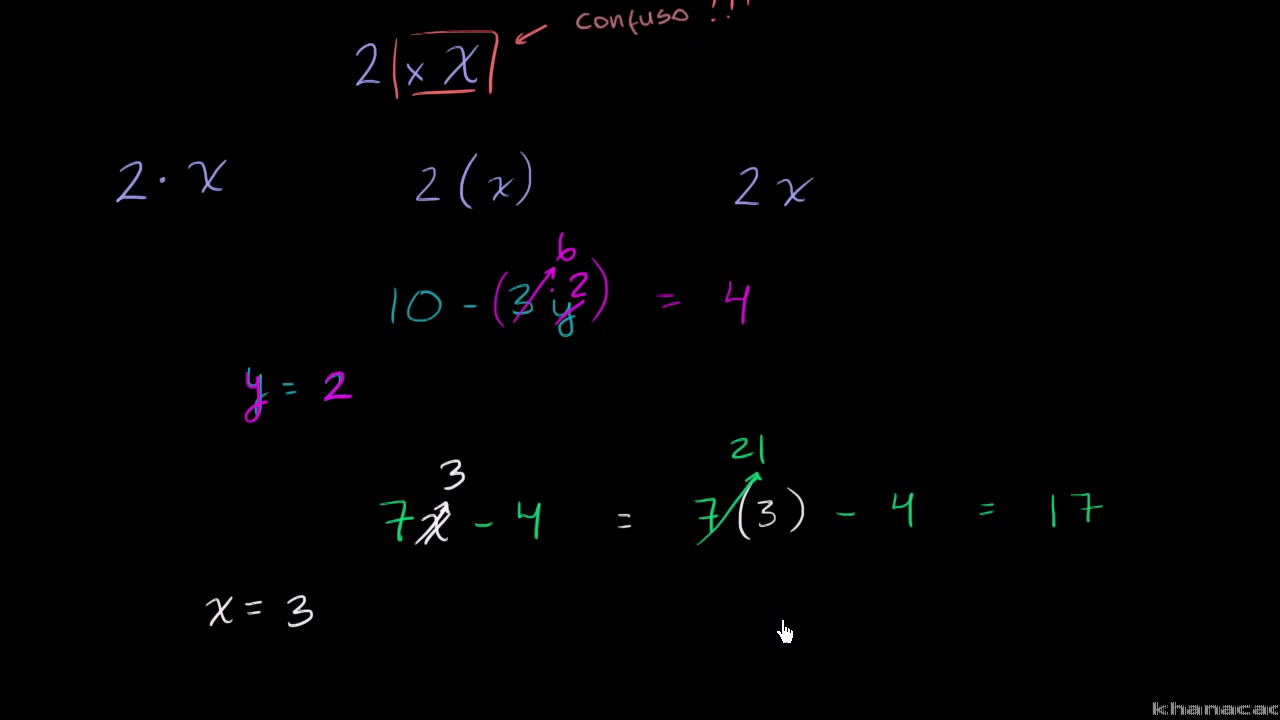 confuso !!!
2 × x
2 · x 2 (x) 2x
6
10 - (3 · y 2) = 4
y = 2
3 21
7x - 4 = 7(3) - 4 = 17
x = 3
khanacac